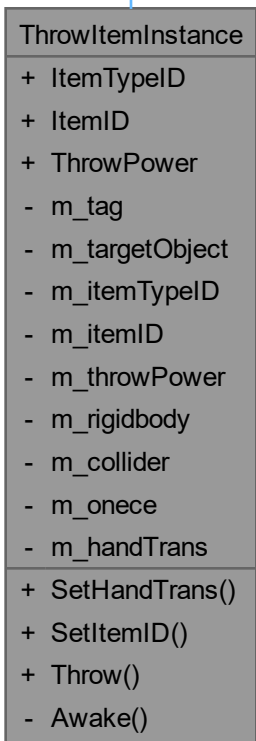 ThrowItemInstance
+ ItemTypeID
+ ItemID
+ ThrowPower
- m_tag
- m_targetObject
- m_itemTypeID
- m_itemID
- m_throwPower
- m_rigidbody
- m_collider
- m_onece
- m_handTrans
+ SetHandTrans()
+ SetItemID()
+ Throw()
- Awake()